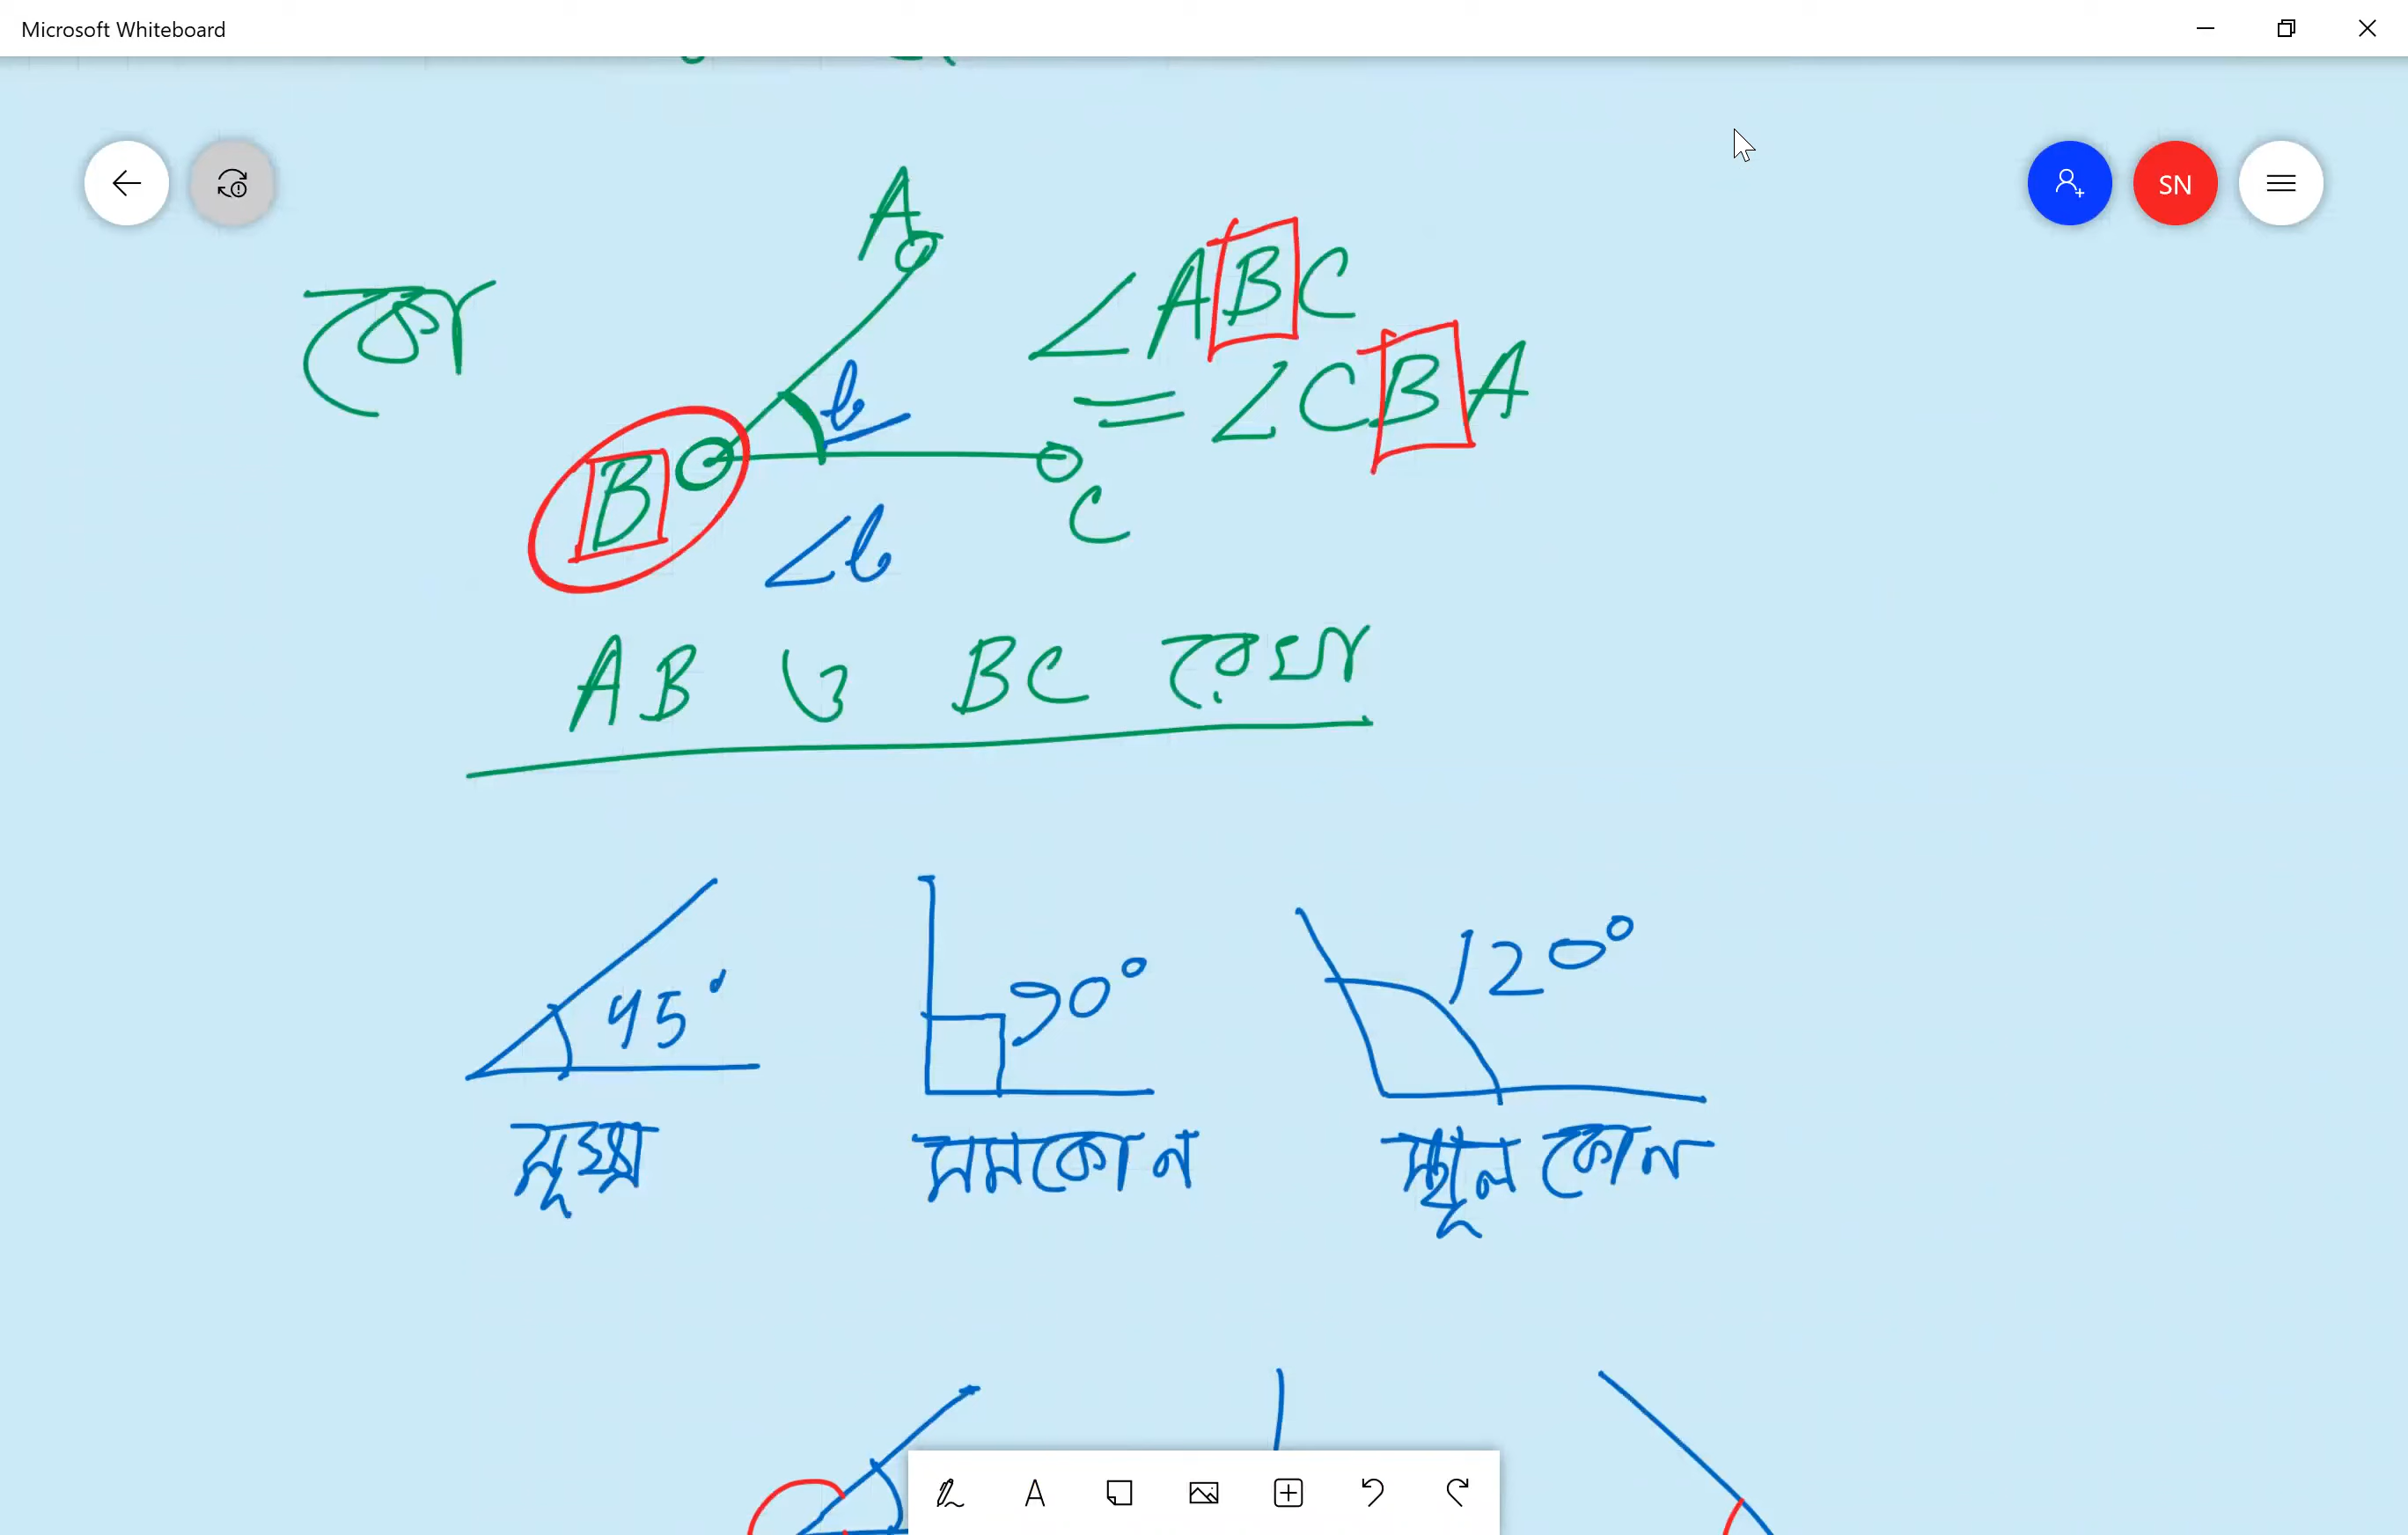 Microsoft Whiteboard
SN
A
∠ABC
= ∠CBA
b
B
C
∠b
AB ও BC রেখা
45°
90°
120°
সূক্ষ্ম
সমকোন
স্থূল কোন